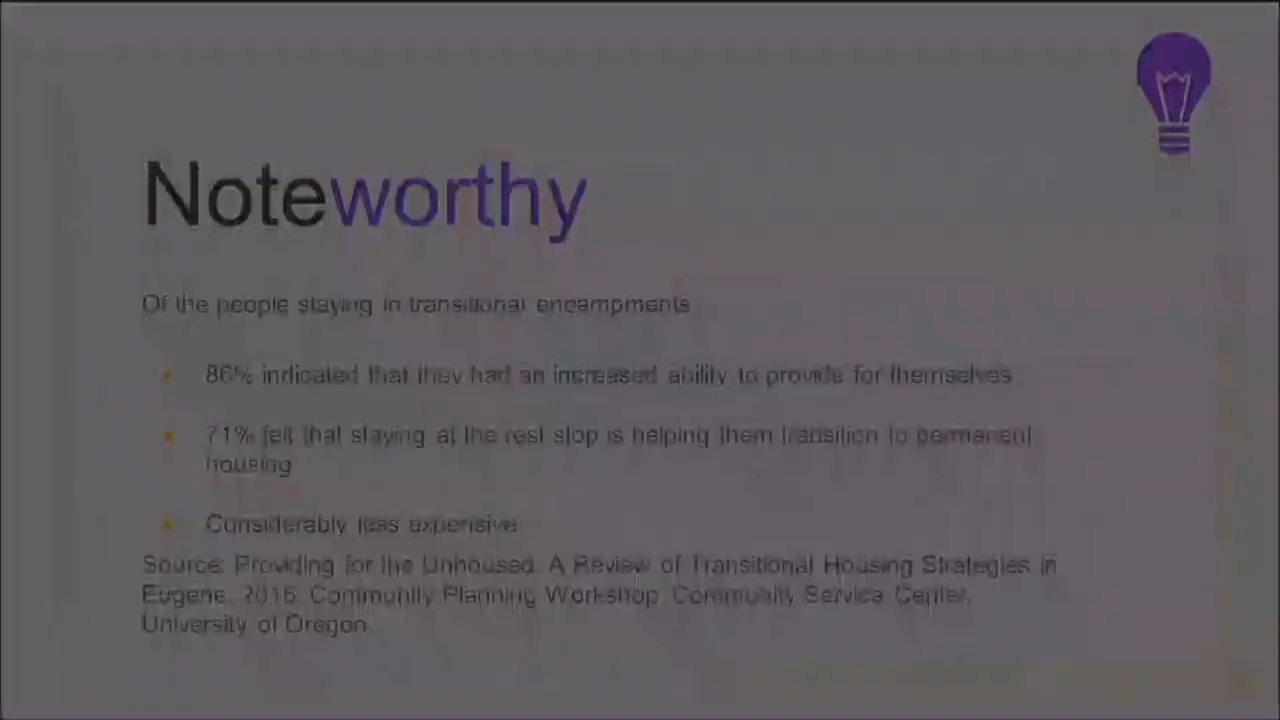 Noteworthy
Of the people staying in transitional encampments
86% indicated that they had an increased ability to provide for themselves
71% felt that staying at the rest stop is helping them transition to permanent
housing
Considerably less expensive
Source: Providing for the Unhoused. A Review of Transitional Housing Strategies in
Eugene. Community Planning Workshop. Community Service Center.
University of Oregon.